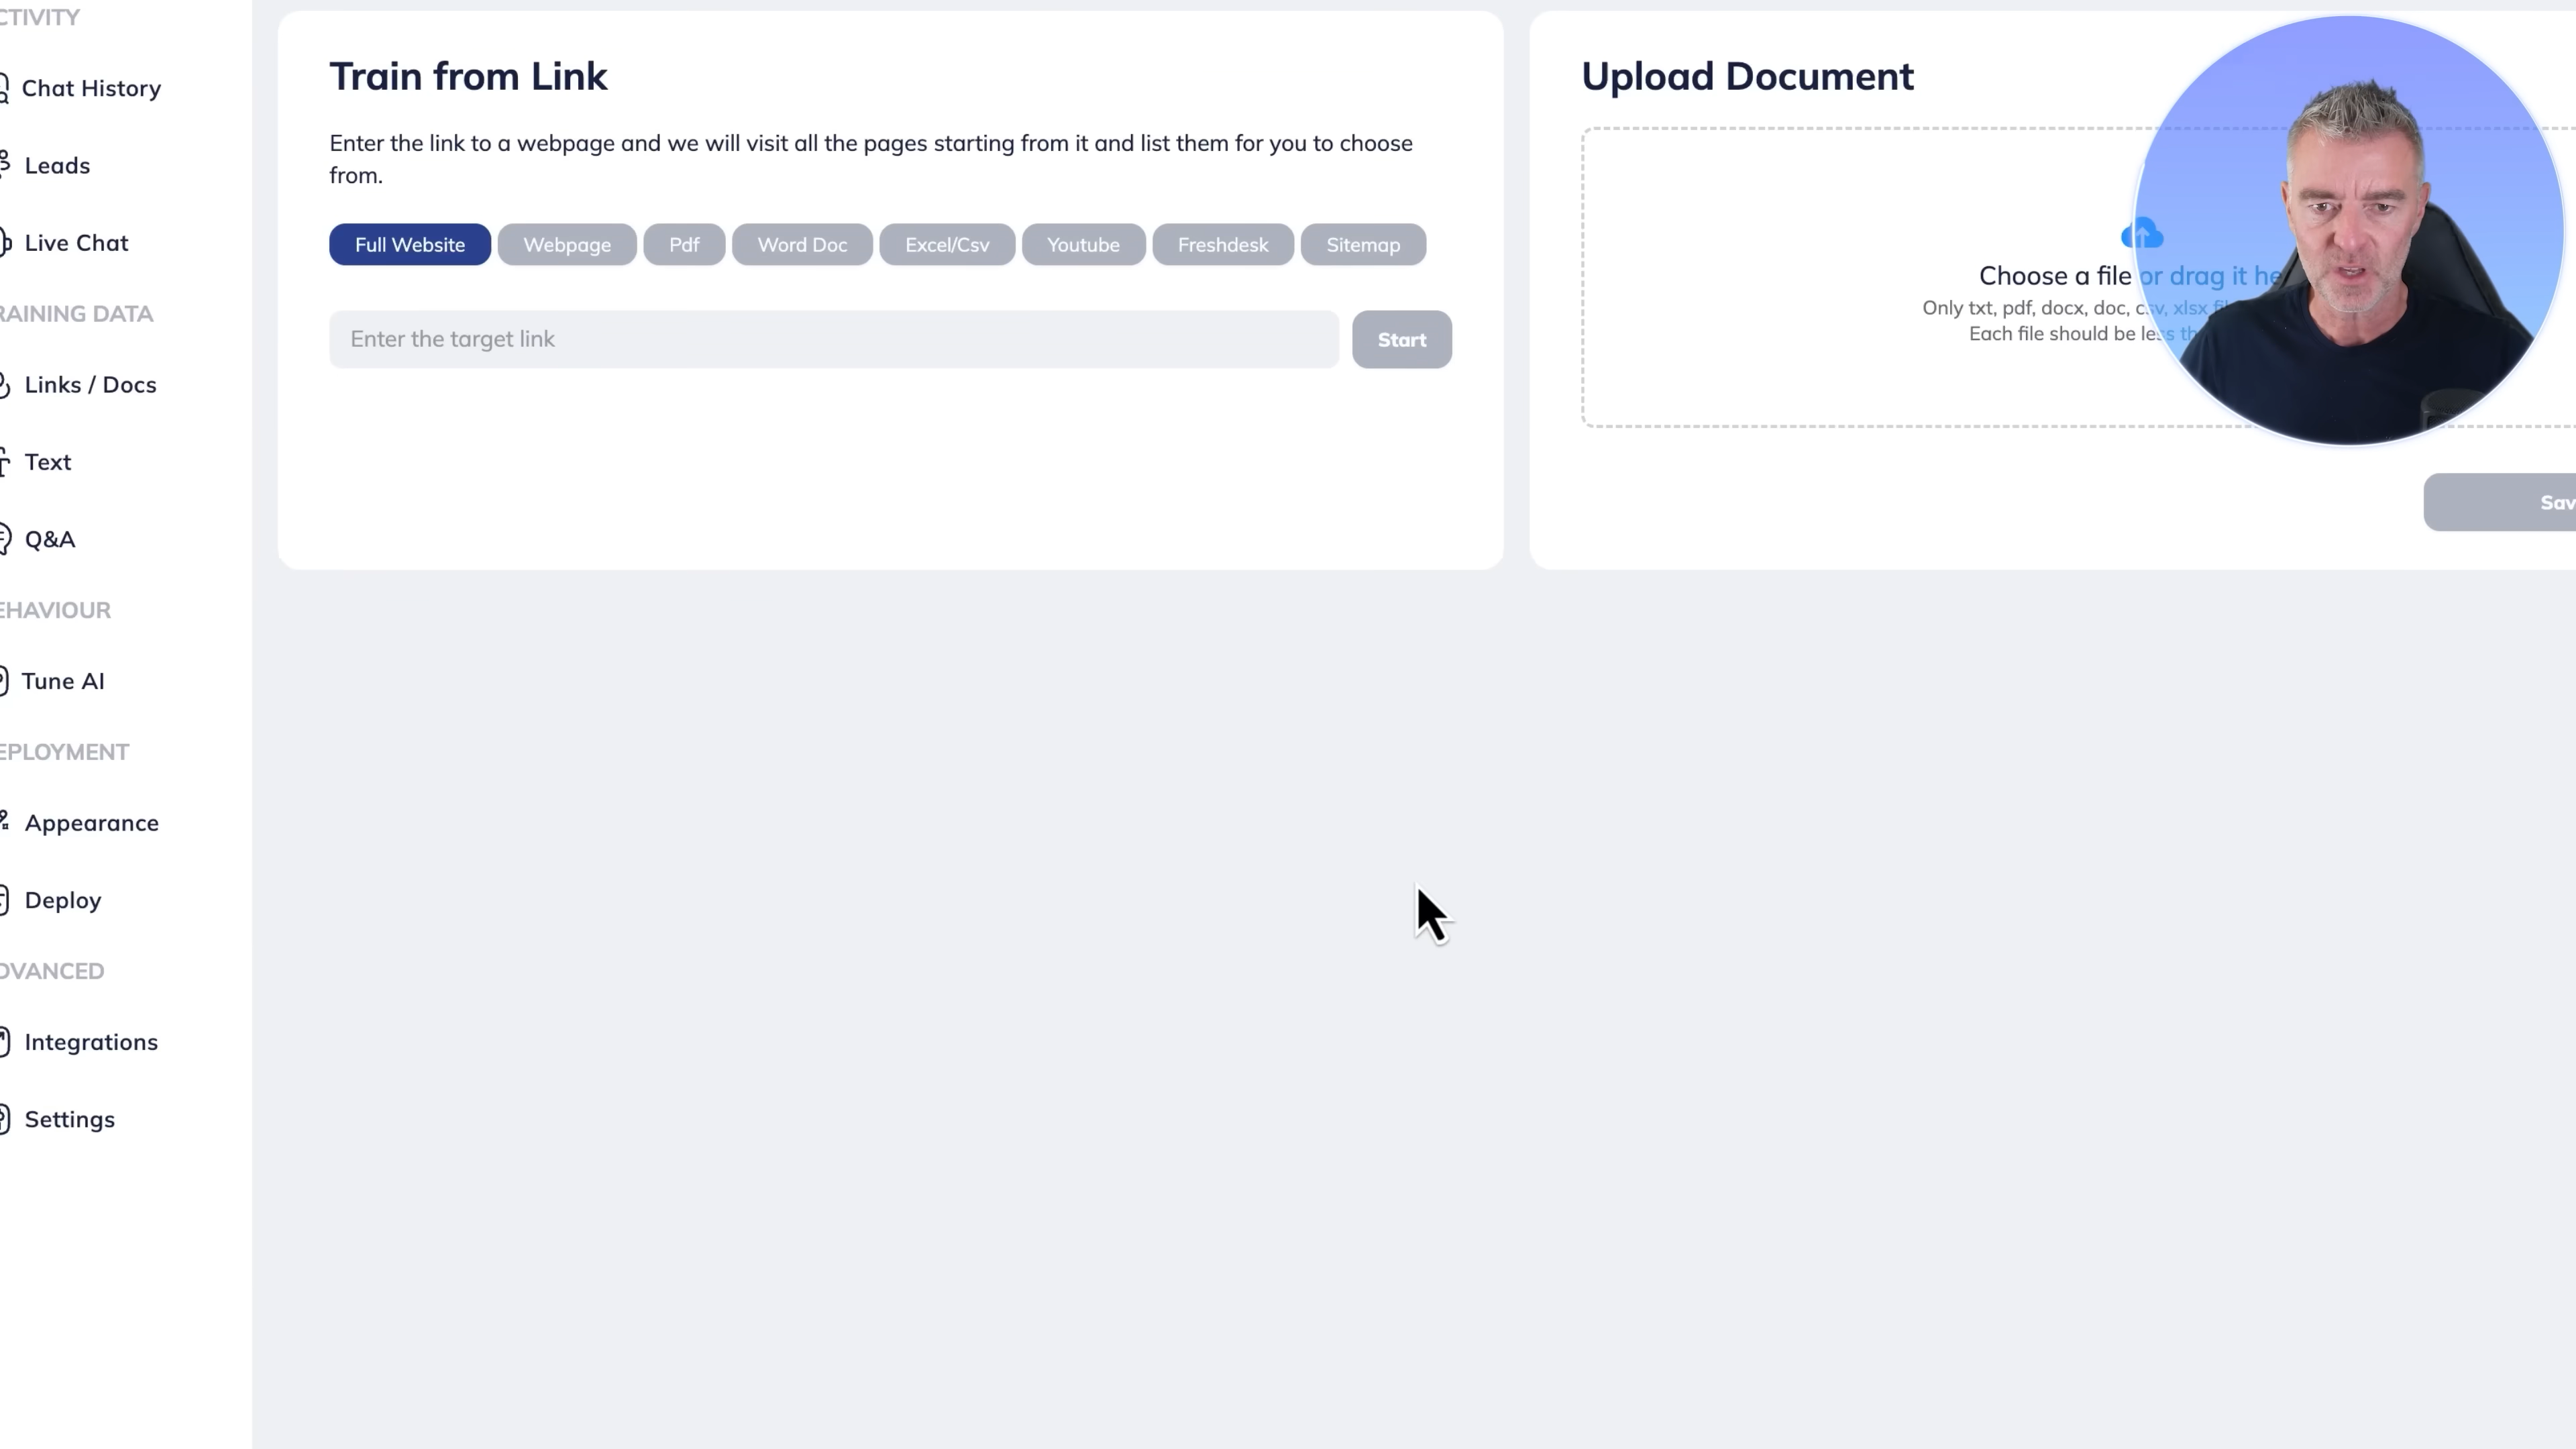 CTIVITY
Chat History
Leads
Live Chat
RAINING DATA
Links / Docs
Text
Q&A
EHAVIOUR
Tune AI
EPLOYMENT
Appearance
Deploy
DVANCED
Integrations
Settings
Train from Link
Enter the link to a webpage and we will visit all the pages starting from it and list them for you to choose
from.
Full Website Webpage Pdf Word Doc Excel/Csv Youtube Freshdesk Sitemap
Enter the target link Start
Upload Document
Choose a file or drag it he
Only txt, pdf, docx, doc, csv, xlsx
Each file should be less
Sav